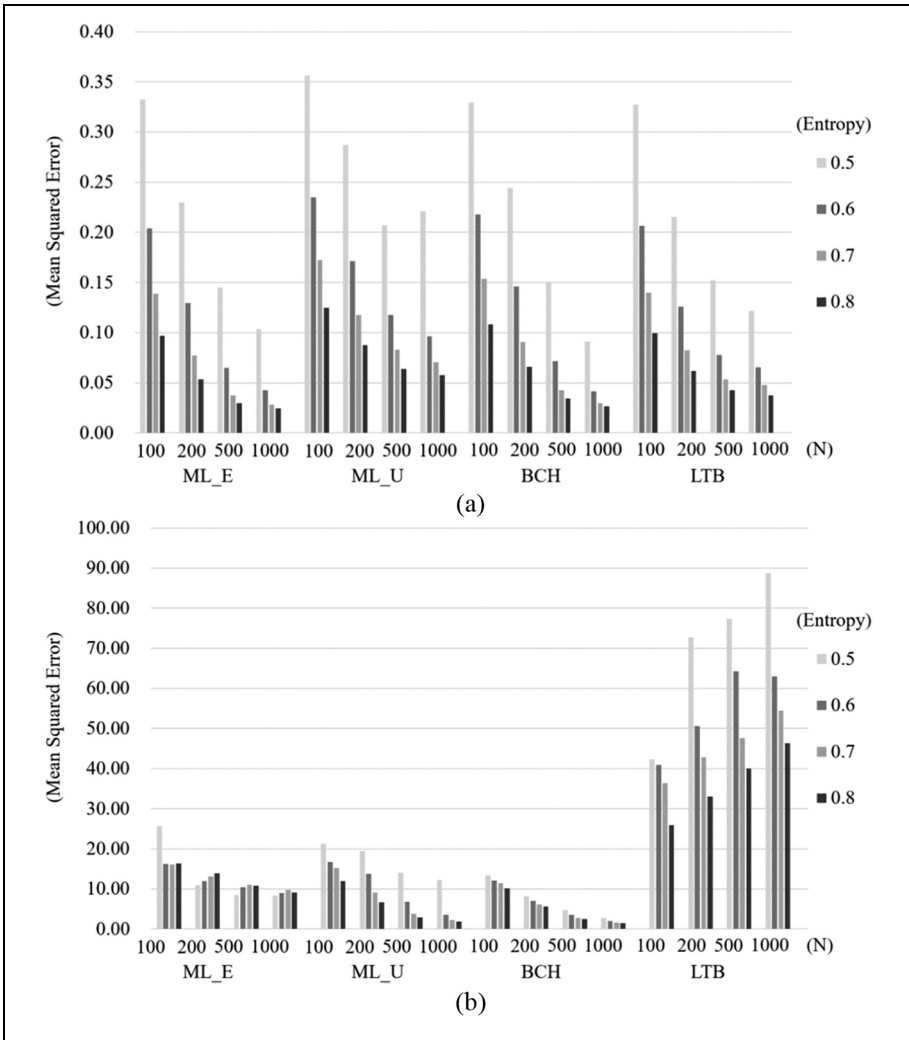 0.40
0.35
0.30
0.25
0.20
0.15
0.10
0.05
0.00
(Mean Squared Error)
(Entropy)
0.5
0.6
0.7
0.8
100 200 500 1000 100 200 500 1000 100 200 500 1000 100 200 500 1000 (N)
ML_E ML_U BCH LTB
(a)
100.00
90.00
80.00
70.00
60.00
50.00
40.00
30.00
20.00
10.00
0.00
(Mean Squared Error)
(Entropy)
0.5
0.6
0.7
0.8
100 200 500 1000 100 200 500 1000 100 200 500 1000 100 200 500 1000 (N)
ML_E ML_U BCH LTB
(b)